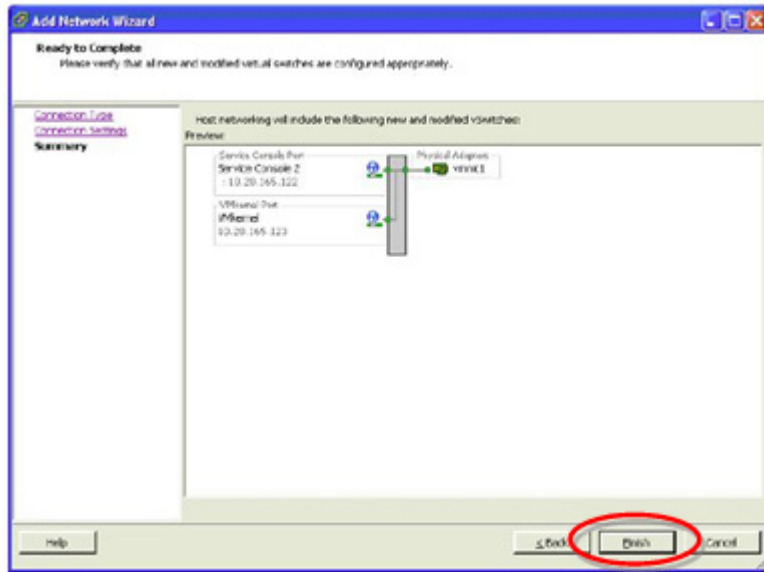 Add Network Wizard
Ready to Complete
Please verify that all new and modified virtual switches are configured appropriately.
Connection Type
Connection Settings
Summary
Host networking will include the following new and modified vSwitches:
Preview:
Service Console Port
Service Console 2
: 10.20.165.122
Physical Adapters
vmnic1
VMkernel Port
VMkernel
10.20.165.123
Help
< Back
Finish
Cancel